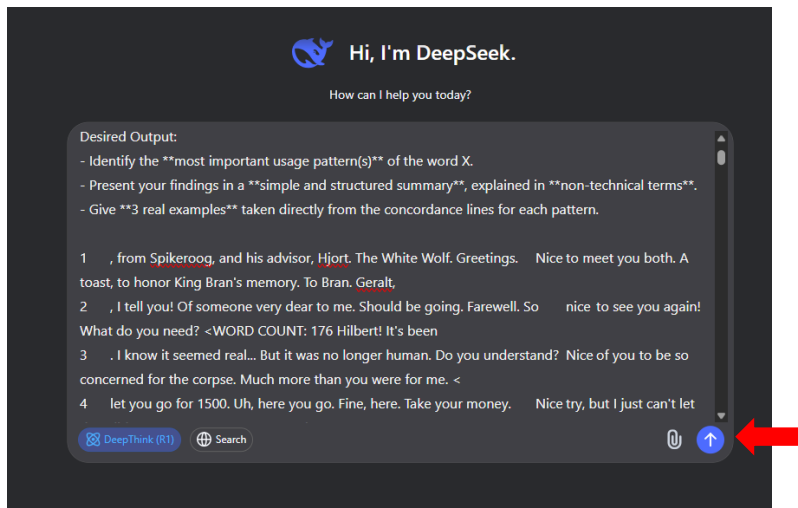 Hi, I'm DeepSeek.
How can I help you today?
Desired Output:
- Identify the **most important usage pattern(s)** of the word X.
- Present your findings in a **simple and structured summary**, explained in **non-technical terms**.
- Give **3 real examples** taken directly from the concordance lines for each pattern.
1 , from Spikeroog, and his advisor, Hjort. The White Wolf. Greetings. Nice to meet you both. A
toast, to honor King Bran's memory. To Bran. Geralt,
2 , I tell you! Of someone very dear to me. Should be going. Farewell. So nice to see you again!
What do you need? <WORD COUNT: 176 Hilbert! It's been
3 . I know it seemed real... But it was no longer human. Do you understand? Nice of you to be so
concerned for the corpse. Much more than you were for me. <
4 let you go for 1500. Uh, here you go. Fine, here. Take your money. Nice try, but I just can't let
DeepThink (R1) Search